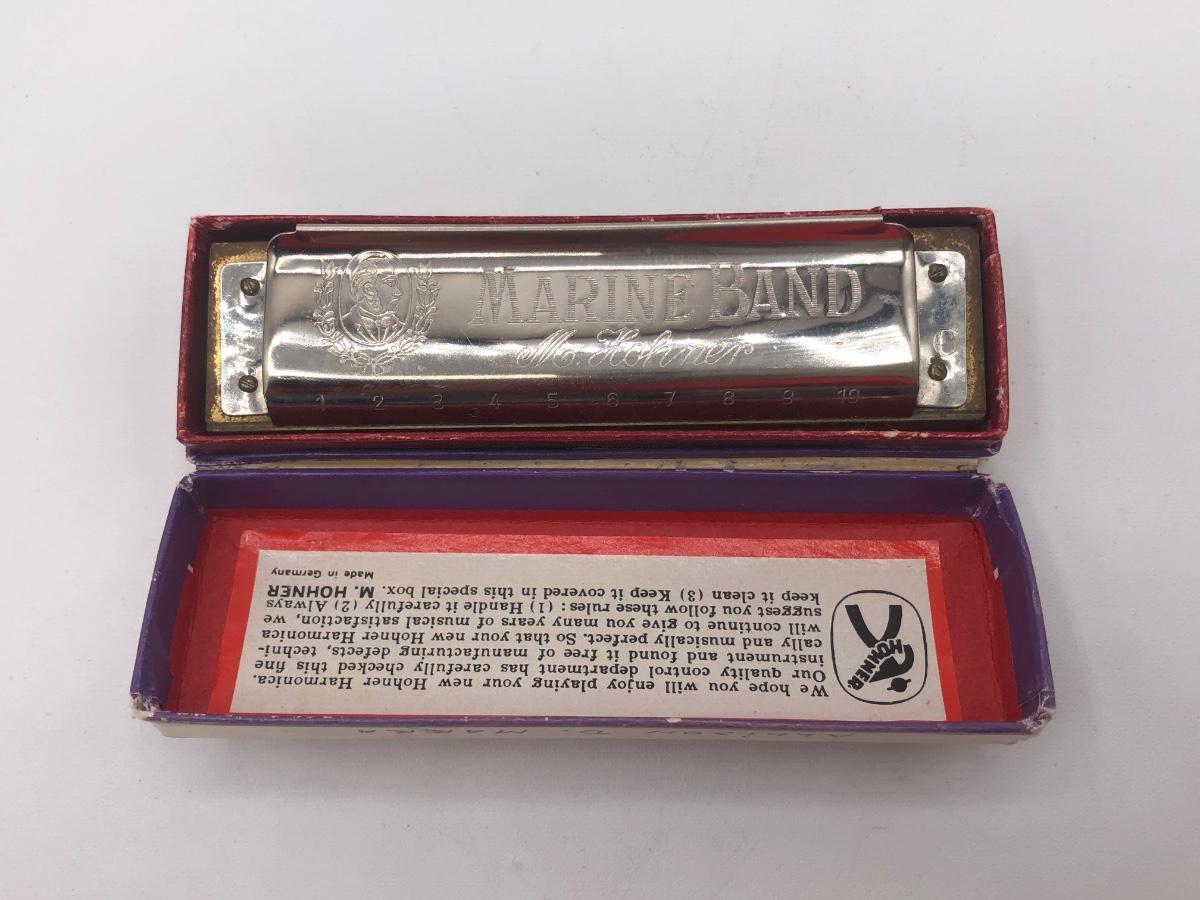 MARINE BAND
M. Hohner
1 2 3 4 5 6 7 8 9 10
C
We hope you will enjoy playing your new Hohner Harmonica.
Our quality control department has carefully checked this fine
instrument and found it free of manufacturing defects, techni-
cally and musically perfect. So that your new Hohner Harmonica
will continue to give you many years of musical satisfaction, we
suggest you follow these rules: (1) Handle it carefully (2) Always
keep it clean (3) Keep it covered in this special box. M. HOHNER
Made in Germany
HOHNER
ALLISON D. MARRA